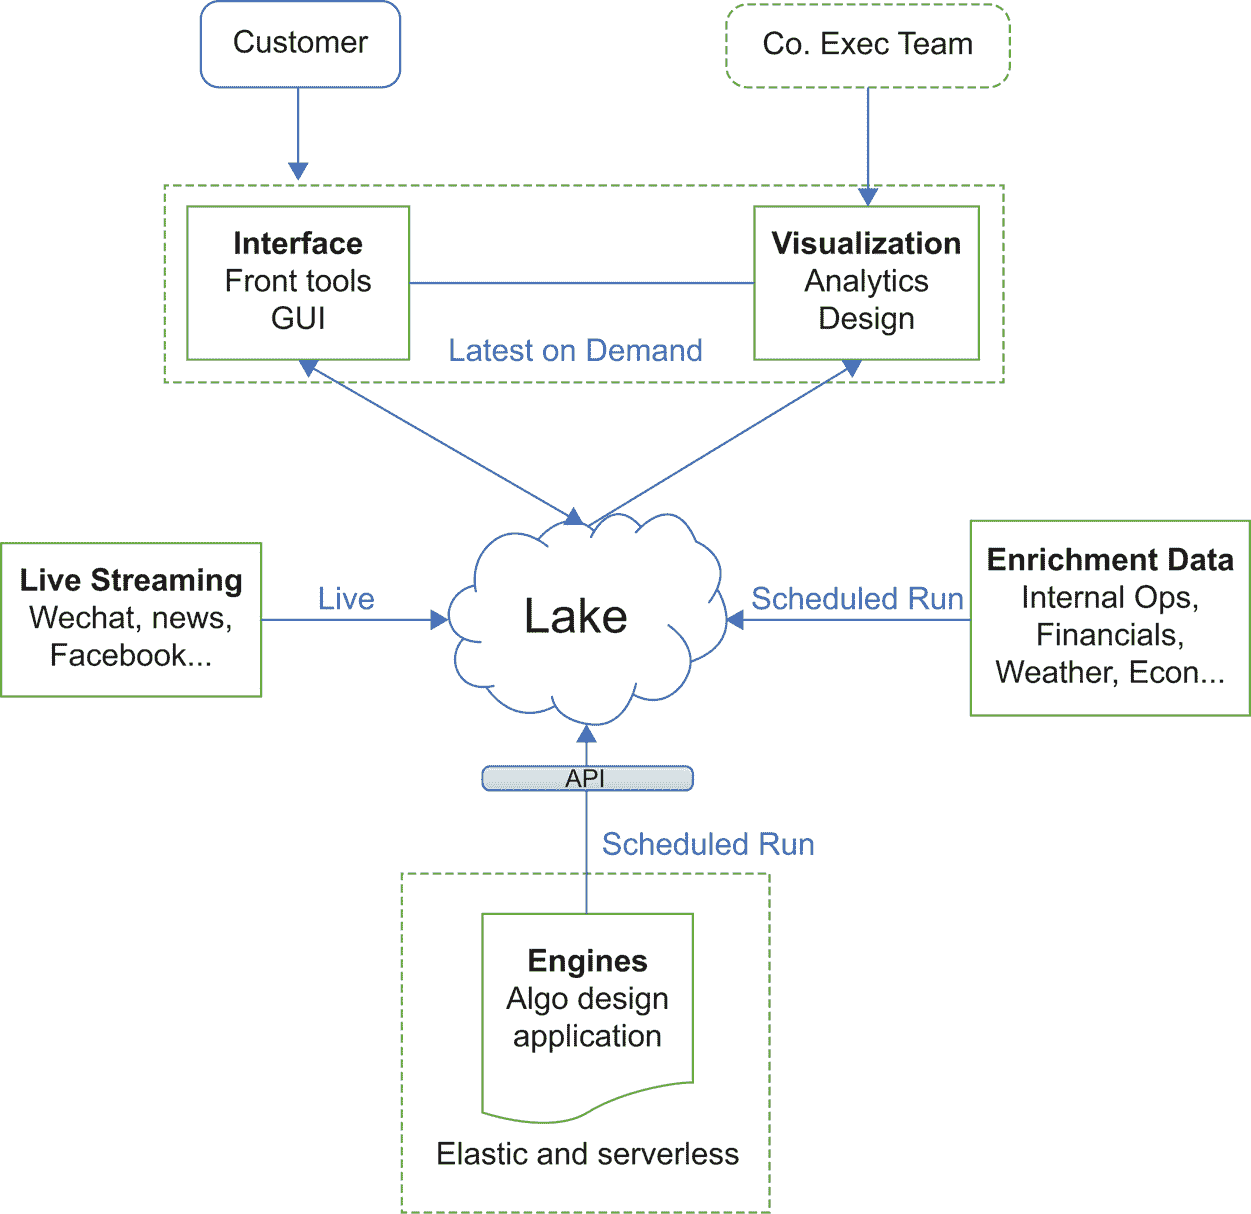 Customer
Co. Exec Team
Interface
Front tools
GUI
Visualization
Analytics
Design
Latest on Demand
Live Streaming
Wechat, news,
Facebook...
Live
Lake
Scheduled Run
Enrichment Data
Internal Ops,
Financials,
Weather, Econ...
API
Scheduled Run
Engines
Algo design
application
Elastic and serverless